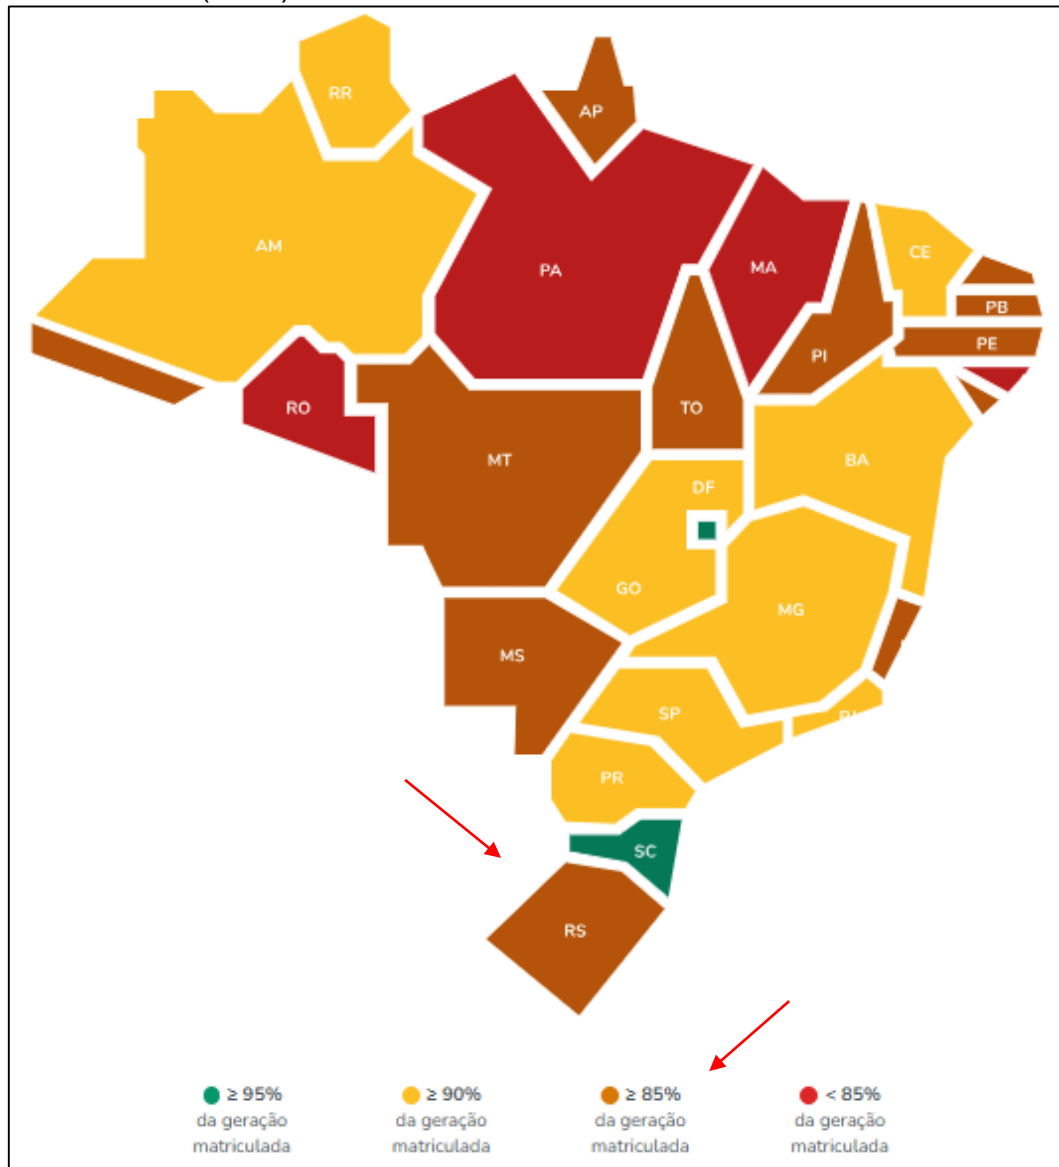 RR
AP
AM
PA
MA
CE
PB
PE
PI
RO
MT
TO
BA
DF
GO
MG
MS
SP
PR
SC
RS
≥ 95%
da geração
matriculada
≥ 90%
da geração
matriculada
≥ 85%
da geração
matriculada
< 85%
da geração
matriculada